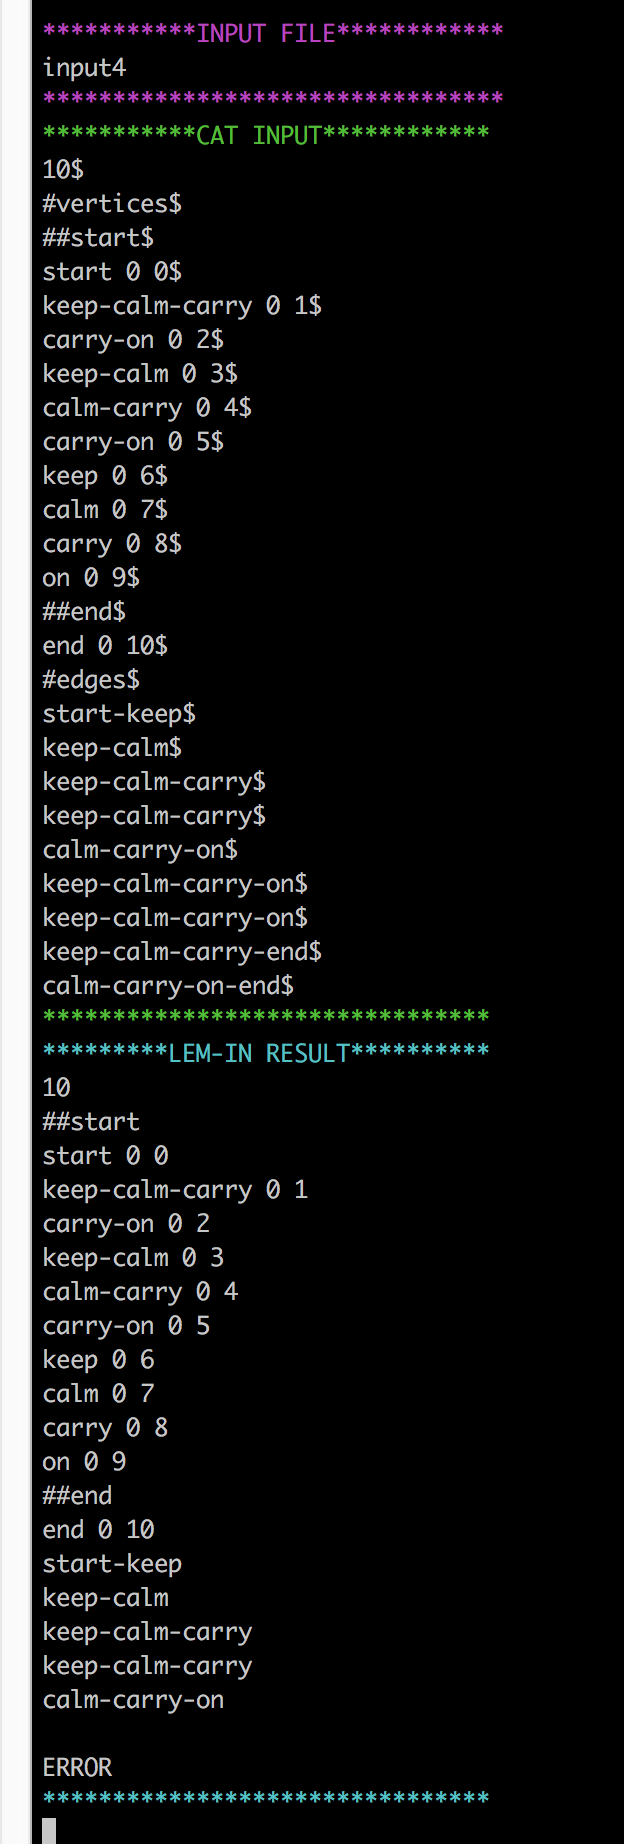 ***********INPUT FILE************
input4
*********************************
***********CAT INPUT************
10$
#vertices$
##start$
start 0 0$
keep-calm-carry 0 1$
carry-on 0 2$
keep-calm 0 3$
calm-carry 0 4$
carry-on 0 5$
keep 0 6$
calm 0 7$
carry 0 8$
on 0 9$
##end$
end 0 10$
#edges$
start-keep$
keep-calm$
keep-calm-carry$
keep-calm-carry$
calm-carry-on$
keep-calm-carry-on$
keep-calm-carry-on$
keep-calm-carry-end$
calm-carry-on-end$
********************************
*********LEM-IN RESULT**********
10
##start
start 0 0
keep-calm-carry 0 1
carry-on 0 2
keep-calm 0 3
calm-carry 0 4
carry-on 0 5
keep 0 6
calm 0 7
carry 0 8
on 0 9
##end
end 0 10
start-keep
keep-calm
keep-calm-carry
keep-calm-carry
calm-carry-on
ERROR
********************************